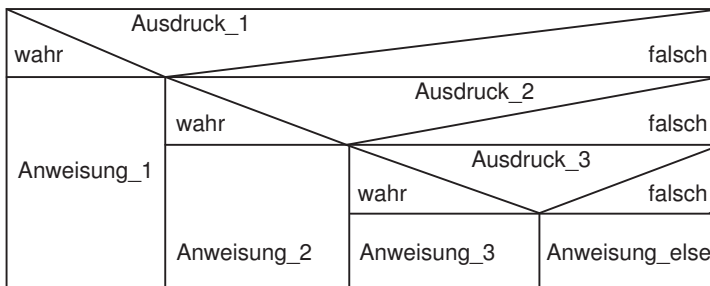 Ausdruck_1
wahr falsch
Ausdruck_2
wahr falsch
Ausdruck_3
Anweisung_1
wahr falsch
Anweisung_2 Anweisung_3 Anweisung_else